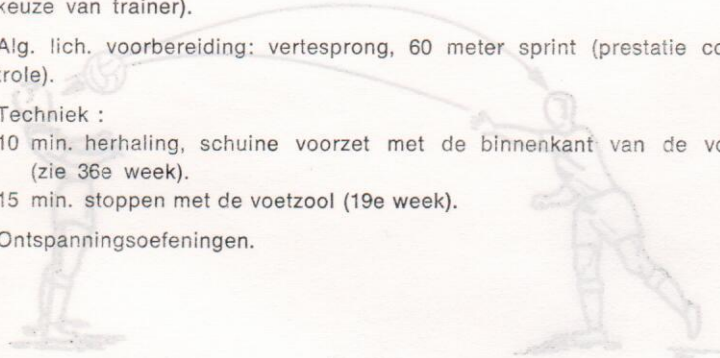 keuze van trainer).
Alg. lich. voorbereiding: vertesprong, 60 meter sprint (prestatie co
trole).
Techniek :
10 min. herhaling, schuine voorzet met de binnenkant van de vo
(zie 36e week).
15 min. stoppen met de voetzool (19e week).
Ontspanningsoefeningen.